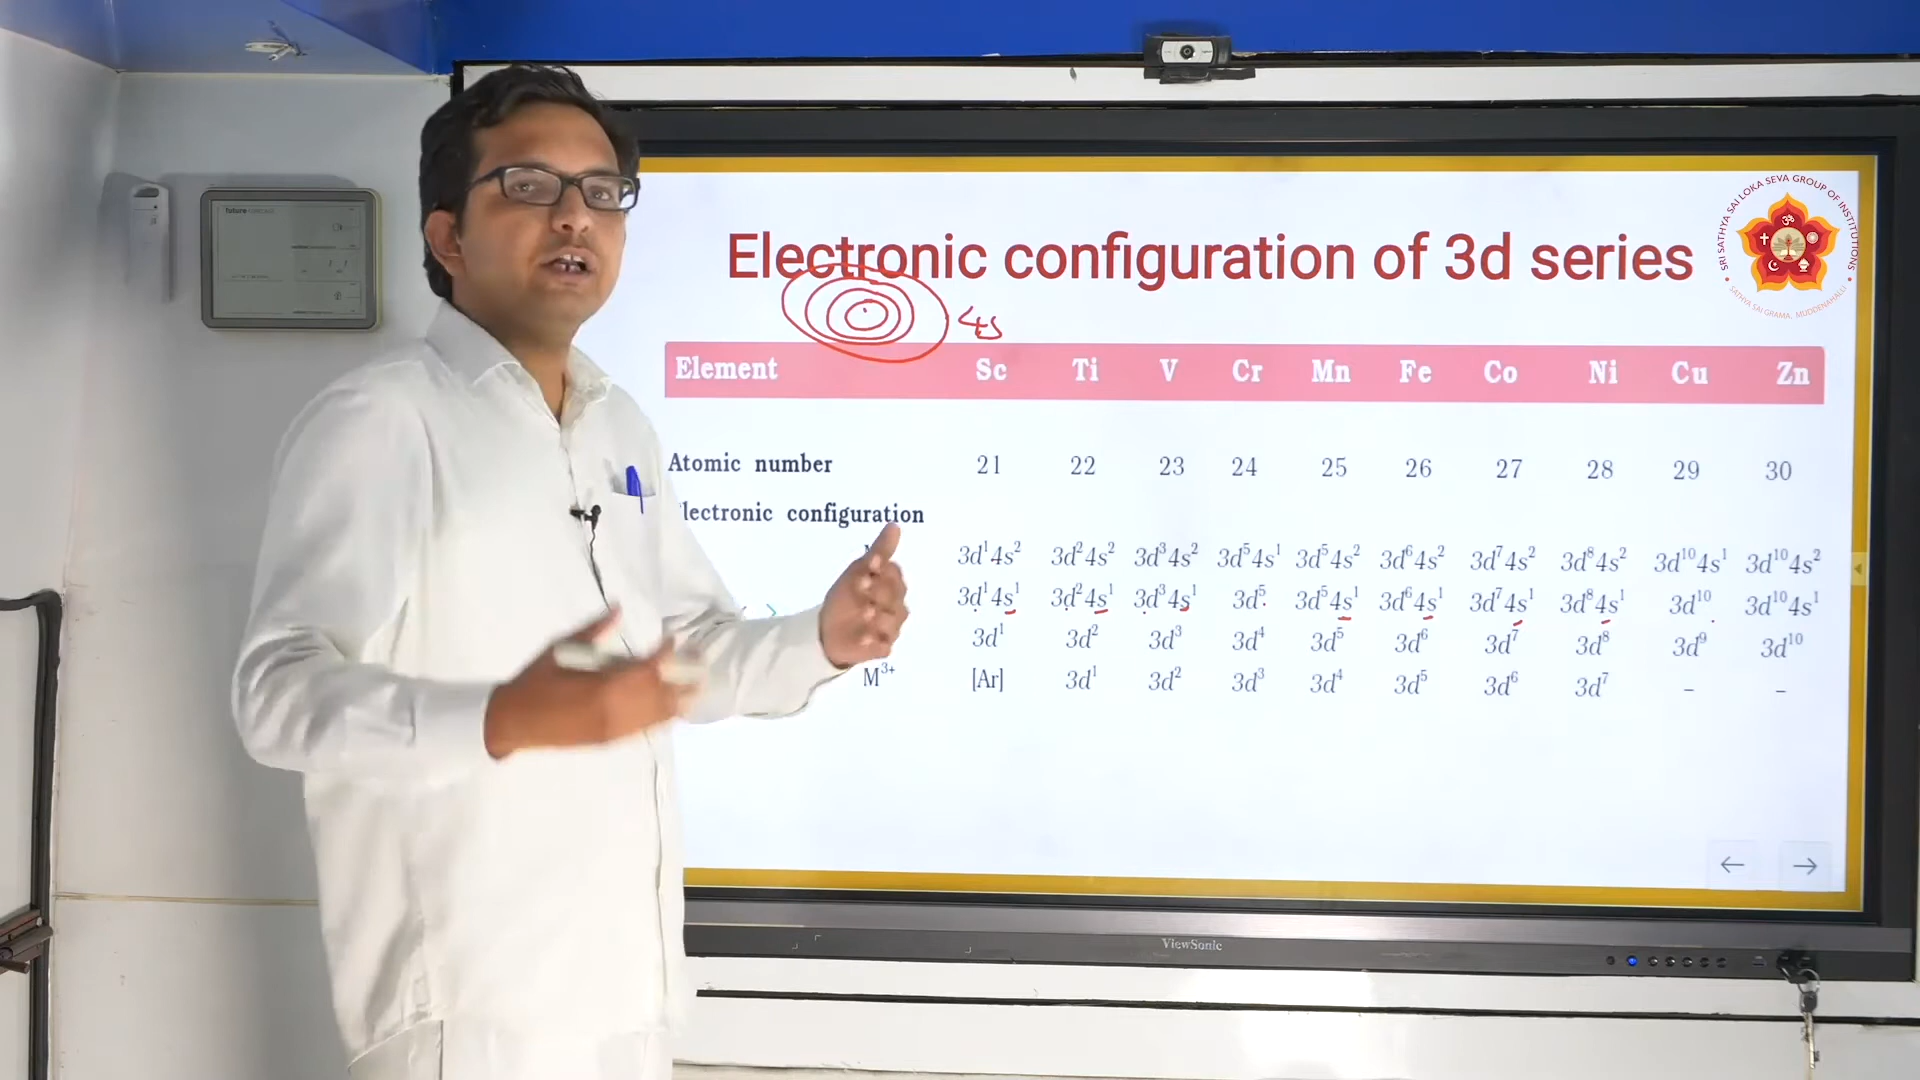 SRI SATHYA SAI LOKA SEVA GROUP OF INSTITUTIONS
SATHYA SAI GRAMA, MUDDENAHALLI
Electronic configuration of 3d series
4s
Element Sc Ti V Cr Mn Fe Co Ni Cu Zn
Atomic number 21 22 23 24 25 26 27 28 29 30
lectronic configuration
3d¹4s² 3d²4s² 3d³4s² 3d⁵4s¹ 3d⁵4s² 3d⁶4s² 3d⁷4s² 3d⁸4s² 3d¹⁰4s¹ 3d¹⁰4s²
3d¹4s¹ 3d²4s¹ 3d³4s¹ 3d⁵ 3d⁵4s¹ 3d⁶4s¹ 3d⁷4s¹ 3d⁸4s¹ 3d¹⁰ 3d¹⁰4s¹
3d¹ 3d² 3d³ 3d⁴ 3d⁵ 3d⁶ 3d⁷ 3d⁸ 3d⁹ 3d¹⁰
M³⁺ [Ar] 3d¹ 3d² 3d³ 3d⁴ 3d⁵ 3d⁶ 3d⁷ – –
ViewSonic